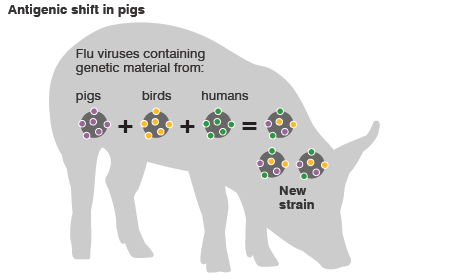 Antigenic shift in pigs
Flu viruses containing
genetic material from:
pigs birds humans
+ + =
New
strain